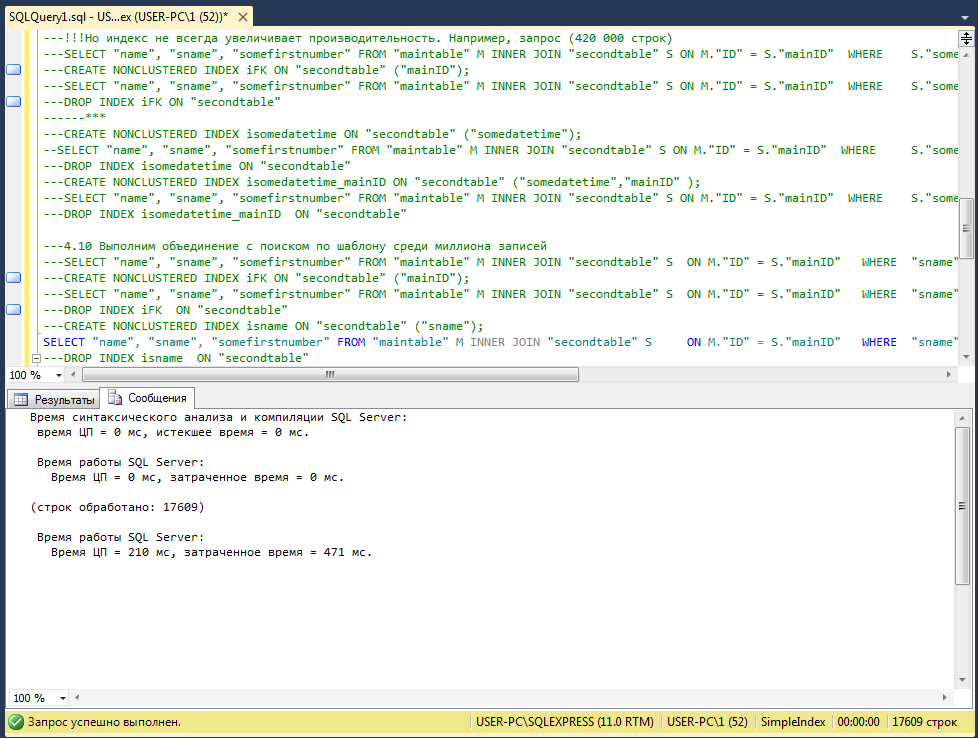 SQLQuery1.sql - US...ex (USER-PC\1 (52))*
---!!!Но индекс не всегда увеличивает производительность. Например, запрос (420 000 строк)
---SELECT "name", "sname", "somefirstnumber" FROM "maintable" M INNER JOIN "secondtable" S ON M."ID" = S."mainID"  WHERE    S."some
---CREATE NONCLUSTERED INDEX iFK ON "secondtable" ("mainID");
---SELECT "name", "sname", "somefirstnumber" FROM "maintable" M INNER JOIN "secondtable" S ON M."ID" = S."mainID"  WHERE    S."some
---DROP INDEX iFK ON "secondtable"
------***
---CREATE NONCLUSTERED INDEX isomedatetime ON "secondtable" ("somedatetime");
--SELECT "name", "sname", "somefirstnumber" FROM "maintable" M INNER JOIN "secondtable" S ON M."ID" = S."mainID"  WHERE     S."some
---DROP INDEX isomedatetime ON "secondtable"
---CREATE NONCLUSTERED INDEX isomedatetime_mainID ON "secondtable" ("somedatetime","mainID" );
---SELECT "name", "sname", "somefirstnumber" FROM "maintable" M INNER JOIN "secondtable" S ON M."ID" = S."mainID"  WHERE    S."some
---DROP INDEX isomedatetime_mainID  ON "secondtable"
---4.10 Выполним объединение с поиском по шаблону среди миллиона записей
---SELECT "name", "sname", "somefirstnumber" FROM "maintable" M INNER JOIN "secondtable" S  ON M."ID" = S."mainID"   WHERE  "sname"
---CREATE NONCLUSTERED INDEX iFK ON "secondtable" ("mainID");
---SELECT "name", "sname", "somefirstnumber" FROM "maintable" M INNER JOIN "secondtable" S  ON M."ID" = S."mainID"   WHERE  "sname"
---DROP INDEX iFK  ON "secondtable"
---CREATE NONCLUSTERED INDEX isname ON "secondtable" ("sname");
SELECT "name", "sname", "somefirstnumber" FROM "maintable" M INNER JOIN "secondtable" S     ON M."ID" = S."mainID"   WHERE  "sname"
---DROP INDEX isname  ON "secondtable"
100 %
Результаты Сообщения
Время синтаксического анализа и компиляции SQL Server:
время ЦП = 0 мс, истекшее время = 0 мс.
Время работы SQL Server:
Время ЦП = 0 мс, затраченное время = 0 мс.
(строк обработано: 17609)
Время работы SQL Server:
Время ЦП = 210 мс, затраченное время = 471 мс.
100 %
Запрос успешно выполнен. USER-PC\SQLEXPRESS (11.0 RTM) USER-PC\1 (52) SimpleIndex 00:00:00 17609 строк